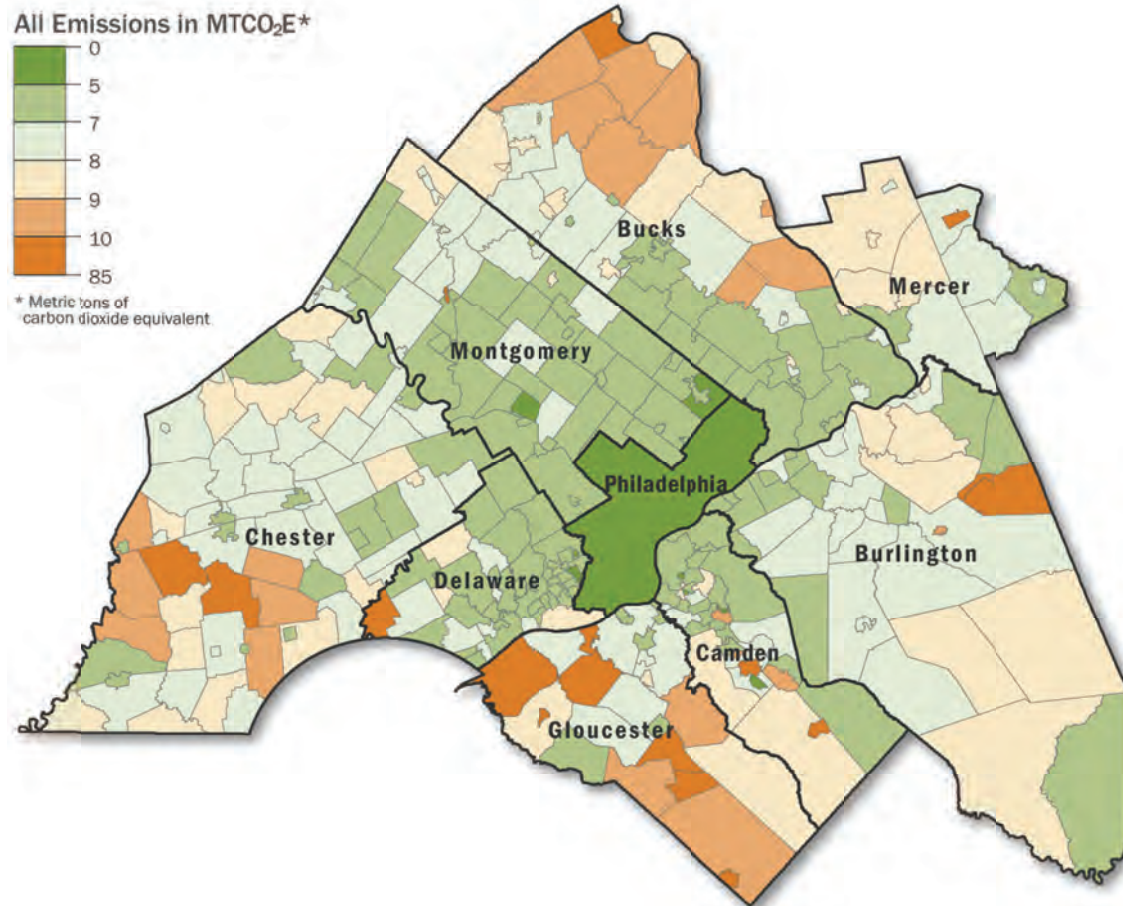 All Emissions in MTCO₂E*
0
5
7
8
9
10
85
* Metric tons of
carbon dioxide equivalent
Bucks
Mercer
Montgomery
Philadelphia
Chester
Delaware
Burlington
Camden
Gloucester